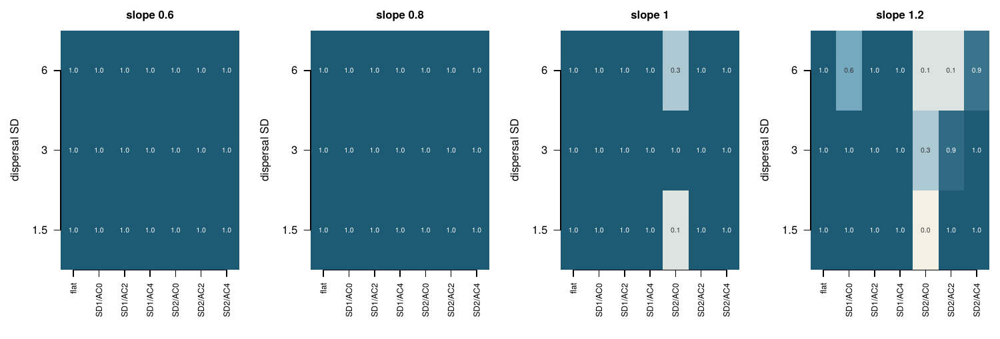 slope 0.6
dispersal SD
6
1.0 1.0 1.0 1.0 1.0 1.0 1.0
3
1.0 1.0 1.0 1.0 1.0 1.0 1.0
1.5
1.0 1.0 1.0 1.0 1.0 1.0 1.0
flat SD1/AC0 SD1/AC2 SD1/AC4 SD2/AC0 SD2/AC2 SD2/AC4
slope 0.8
dispersal SD
6
1.0 1.0 1.0 1.0 1.0 1.0 1.0
3
1.0 1.0 1.0 1.0 1.0 1.0 1.0
1.5
1.0 1.0 1.0 1.0 1.0 1.0 1.0
flat SD1/AC0 SD1/AC2 SD1/AC4 SD2/AC0 SD2/AC2 SD2/AC4
slope 1
dispersal SD
6
1.0 1.0 1.0 1.0 0.3 1.0 1.0
3
1.0 1.0 1.0 1.0 1.0 1.0 1.0
1.5
1.0 1.0 1.0 1.0 0.1 1.0 1.0
flat SD1/AC0 SD1/AC2 SD1/AC4 SD2/AC0 SD2/AC2 SD2/AC4
slope 1.2
dispersal SD
6
1.0 0.6 1.0 1.0 0.1 0.1 0.9
3
1.0 1.0 1.0 1.0 0.3 0.9 1.0
1.5
1.0 1.0 1.0 1.0 0.0 1.0 1.0
flat SD1/AC0 SD1/AC2 SD1/AC4 SD2/AC0 SD2/AC2 SD2/AC4